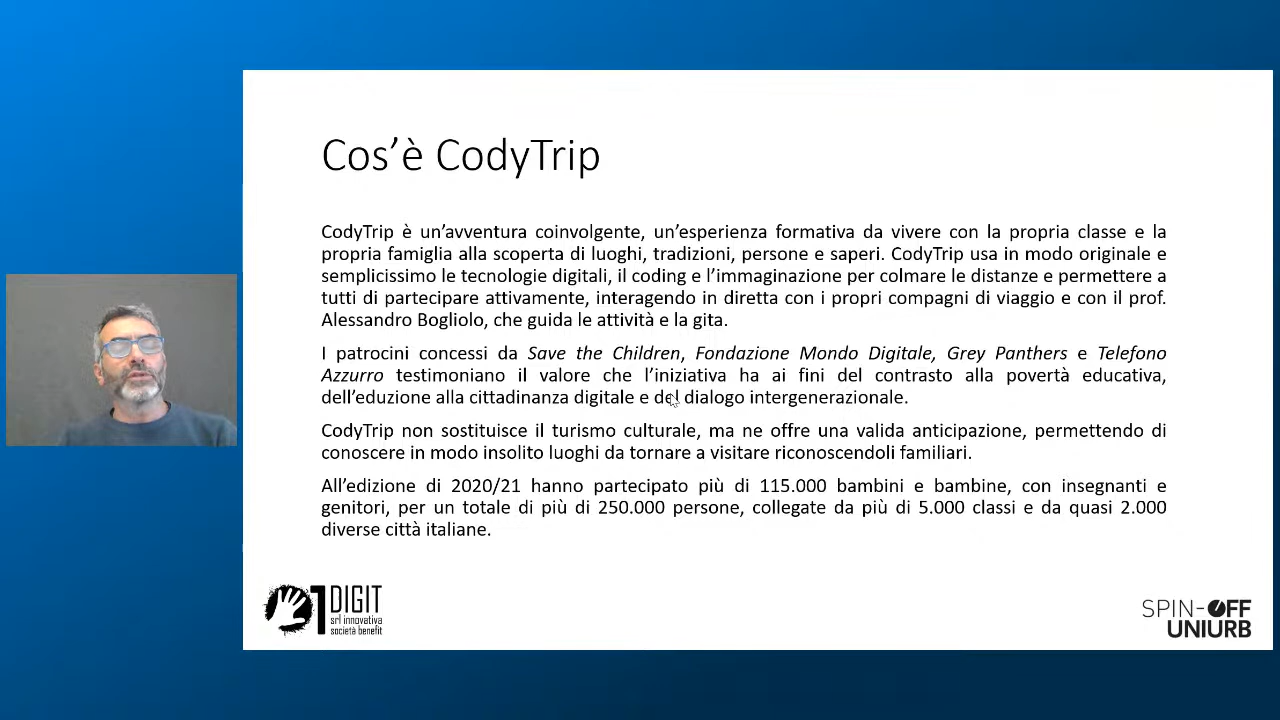 Cos’è CodyTrip
CodyTrip è un’avventura coinvolgente, un’esperienza formativa da vivere con la propria classe e la
propria famiglia alla scoperta di luoghi, tradizioni, persone e saperi. CodyTrip usa in modo originale e
semplicissimo le tecnologie digitali, il coding e l’immaginazione per colmare le distanze e permettere a
tutti di partecipare attivamente, interagendo in diretta con i propri compagni di viaggio e con il prof.
Alessandro Bogliolo, che guida le attività e la gita.
I patrocini concessi da Save the Children, Fondazione Mondo Digitale, Grey Panthers e Telefono
Azzurro testimoniano il valore che l’iniziativa ha ai fini del contrasto alla povertà educativa,
dell’eduzione alla cittadinanza digitale e del dialogo intergenerazionale.
CodyTrip non sostituisce il turismo culturale, ma ne offre una valida anticipazione, permettendo di
conoscere in modo insolito luoghi da tornare a visitare riconoscendoli familiari.
All’edizione di 2020/21 hanno partecipato più di 115.000 bambini e bambine, con insegnanti e
genitori, per un totale di più di 250.000 persone, collegate da più di 5.000 classi e da quasi 2.000
diverse città italiane.
1 DIGIT
srl innovativa
società benefit
SPIN-OFF
UNIURB